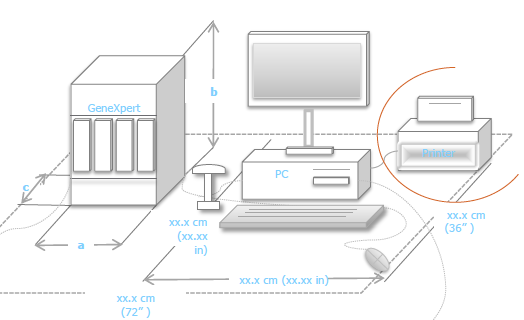 b
GeneXpert
Printer
PC
c
xx.x cm
(xx.xx
in)
xx.x cm
(36” )
a
xx.x cm (xx.xx in)
xx.x cm
(72” )